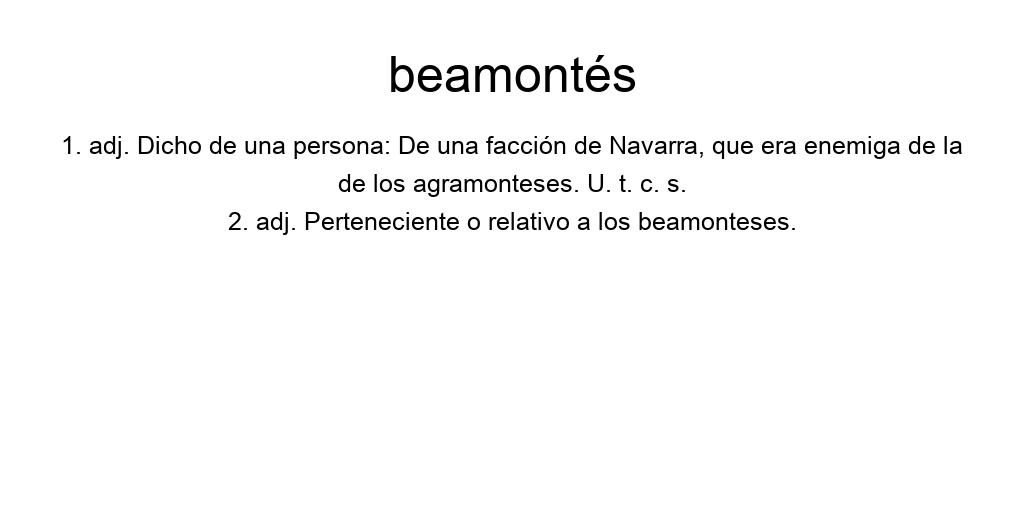 beamontés
1. adj. Dicho de una persona: De una facción de Navarra, que era enemiga de la
de los agramonteses. U. t. c. s.
2. adj. Perteneciente o relativo a los beamonteses.